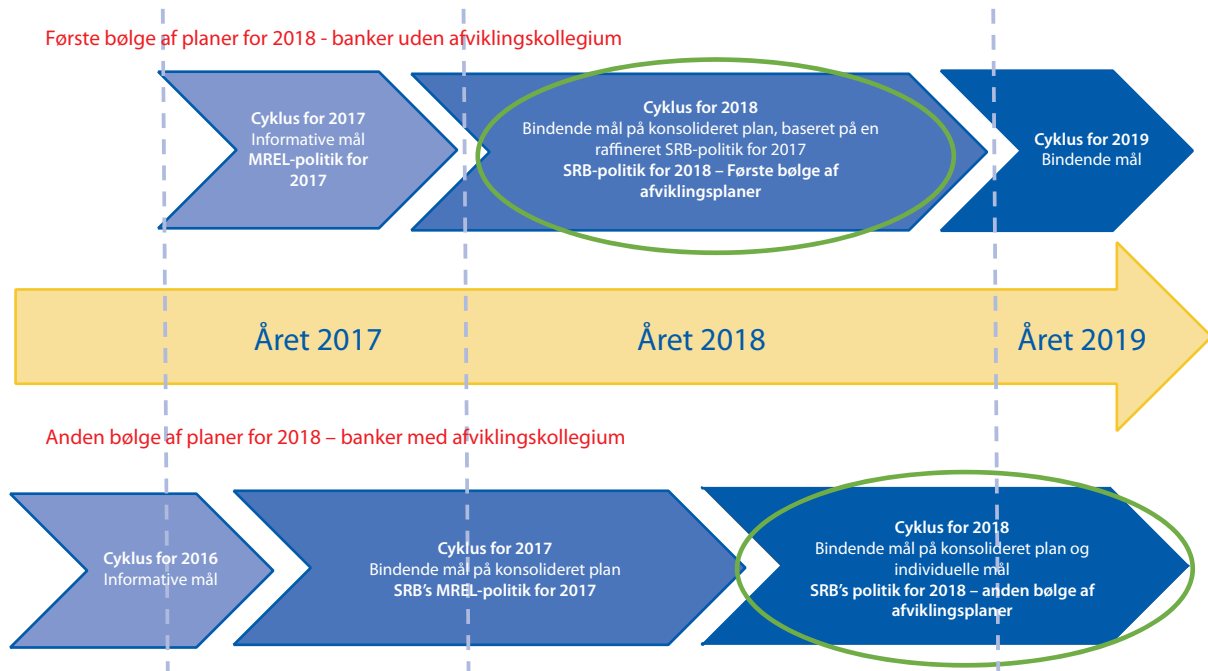 Første bølge af planer for 2018 - banker uden afviklingskollegium
Cyklus for 2017
Informative mål
MREL-politik for
2017
Cyklus for 2018
Bindende mål på konsolideret plan, baseret på en
raffineret SRB-politik for 2017
SRB-politik for 2018 – Første bølge af
afviklingsplaner
Cyklus for 2019
Bindende mål
Året 2017
Året 2018
Året 2019
Anden bølge af planer for 2018 – banker med afviklingskollegium
Cyklus for 2016
Informative mål
Cyklus for 2017
Bindende mål på konsolideret plan
SRB's MREL-politik for 2017
Cyklus for 2018
Bindende mål på konsolideret plan og
individuelle mål
SRB's politik for 2018 – anden bølge af
afviklingsplaner